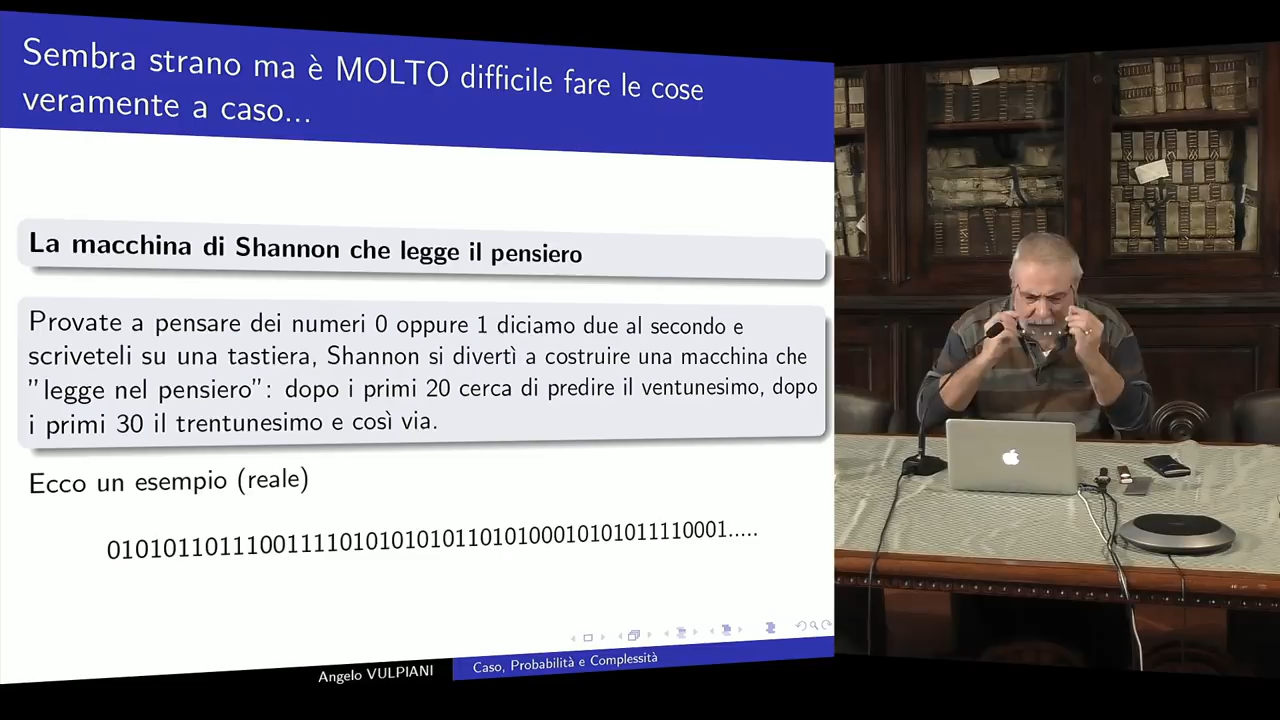 Sembra strano ma è MOLTO difficile fare le cose
veramente a caso...
La macchina di Shannon che legge il pensiero
Provate a pensare dei numeri 0 oppure 1 diciamo due al secondo e
scriveteli su una tastiera, Shannon si divertì a costruire una macchina che
"legge nel pensiero": dopo i primi 20 cerca di predire il ventunesimo, dopo
i primi 30 il trentunesimo e così via.
Ecco un esempio (reale)
01010110111001111010101010110101000101010111110001.....
Angelo VULPIANI
Caso, Probabilità e Complessità